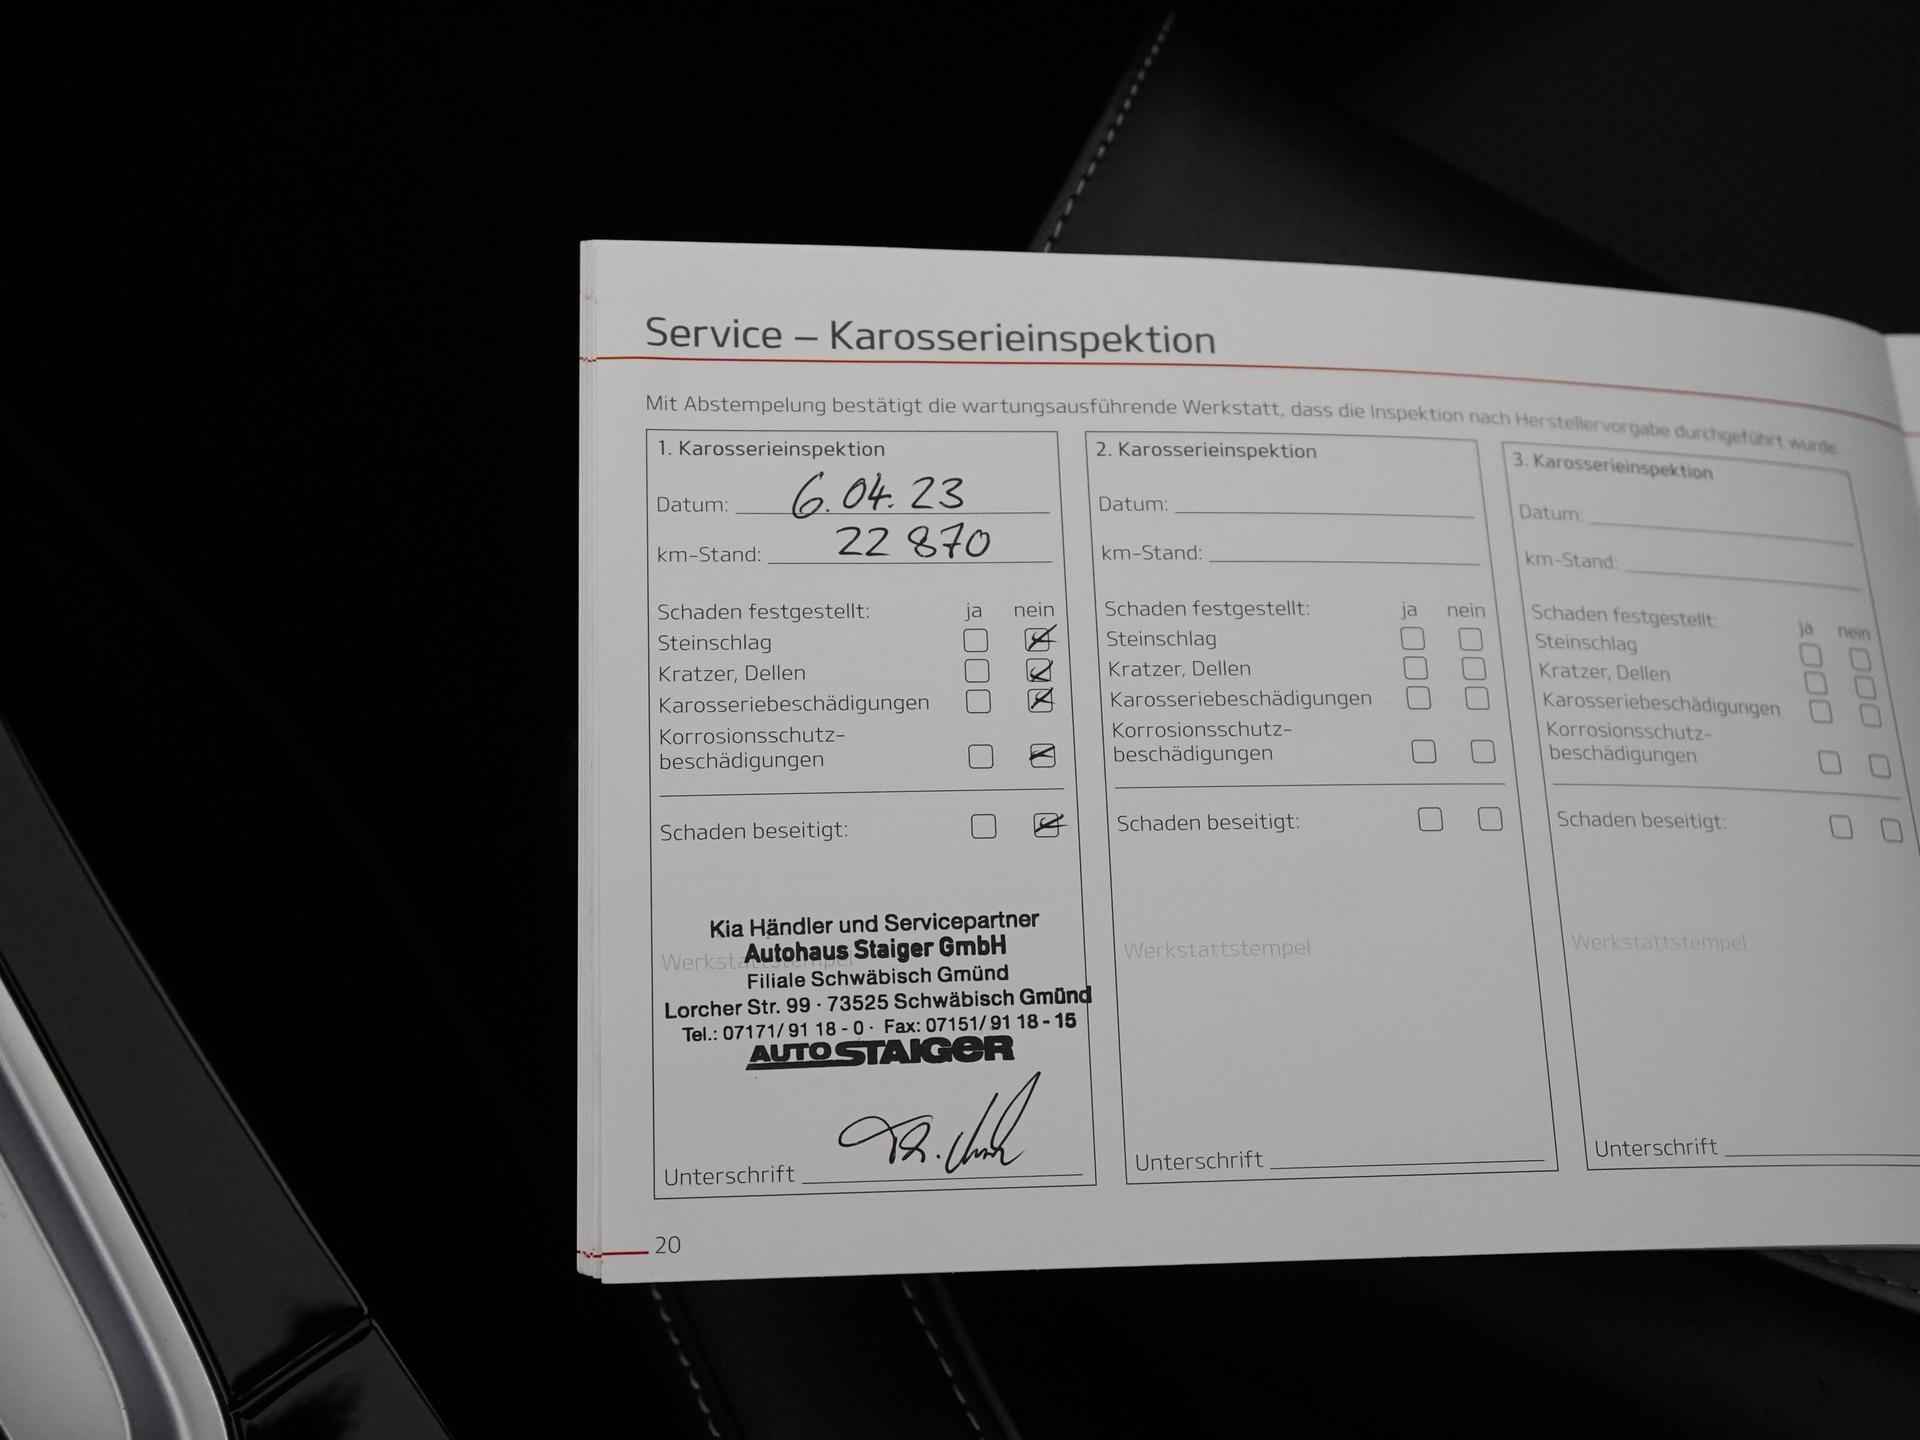 Service – Karosserieinspektion
Mit Abstempelung bestätigt die wartungsausführende Werkstatt, dass die Inspektion nach Herstellervorgabe durchgeführt wurde.
1. Karosserieinspektion
Datum: 6.04.23
km-Stand: 22 870
Schaden festgestellt: ja nein
Steinschlag
Kratzer, Dellen
Karosseriebeschädigungen
Korrosionsschutz-
beschädigungen
Schaden beseitigt:
Werkstattstempel
Kia Händler und Servicepartner
Autohaus Staiger GmbH
Filiale Schwäbisch Gmünd
Lorcher Str. 99 · 73525 Schwäbisch Gmünd
Tel.: 07171/ 91 18 - 0 · Fax: 07151/ 91 18 - 15
AUTO STAIGER
Unterschrift
2. Karosserieinspektion
Datum:
km-Stand:
Schaden festgestellt: ja nein
Steinschlag
Kratzer, Dellen
Karosseriebeschädigungen
Korrosionsschutz-
beschädigungen
Schaden beseitigt:
Werkstattstempel
Unterschrift
3. Karosserieinspektion
Datum:
km-Stand:
Schaden festgestellt: ja nein
Steinschlag
Kratzer, Dellen
Karosseriebeschädigungen
Korrosionsschutz-
beschädigungen
Schaden beseitigt:
Werkstattstempel
Unterschrift
20